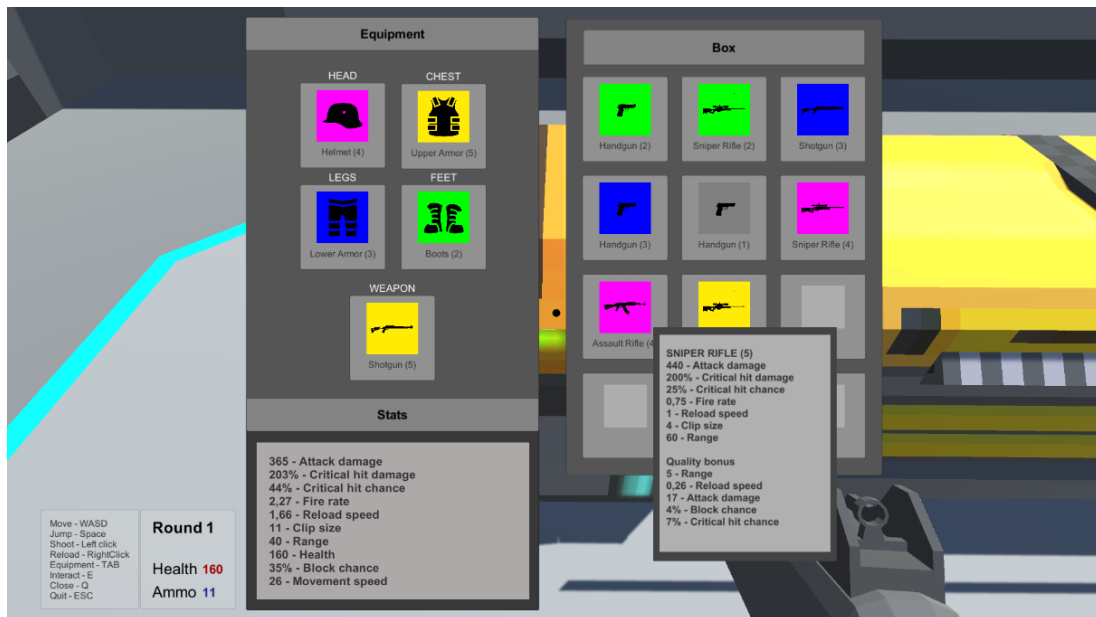 Equipment
HEAD
CHEST
Helmet (4)
Upper Armor (5)
LEGS
FEET
Lower Armor (3)
Boots (2)
WEAPON
Shotgun (5)
Stats
365 - Attack damage
203% - Critical hit damage
44% - Critical hit chance
2,27 - Fire rate
1,66 - Reload speed
11 - Clip size
40 - Range
160 - Health
35% - Block chance
26 - Movement speed
Box
Handgun (2)
Sniper Rifle (2)
Shotgun (3)
Handgun (3)
Handgun (1)
Sniper Rifle (4)
Assault Rifle (4
SNIPER RIFLE (5)
440 - Attack damage
200% - Critical hit damage
25% - Critical hit chance
0,75 - Fire rate
1 - Reload speed
4 - Clip size
60 - Range
Quality bonus
5 - Range
0,26 - Reload speed
17 - Attack damage
4% - Block chance
7% - Critical hit chance
Move - WASD
Jump - Space
Shoot - Left click
Reload - RightClick
Equipment - TAB
Interact - E
Close - Q
Quit - ESC
Round 1
Health 160
Ammo 11